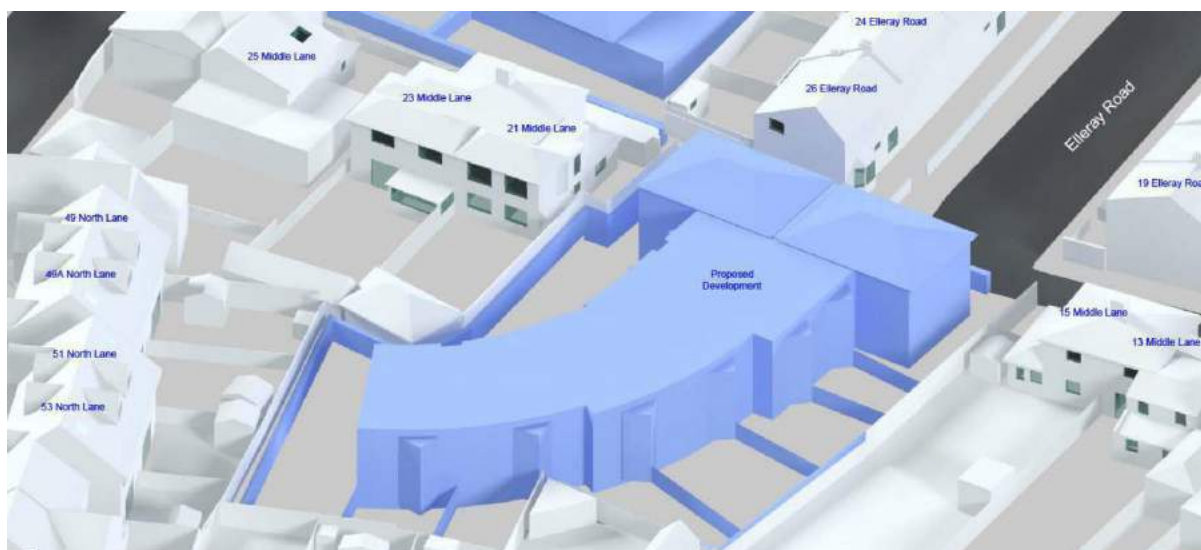 24 Elleray Road
25 Middle Lane
26 Elleray Road
23 Middle Lane
21 Middle Lane
Elleray Road
19 Elleray Roa
49 North Lane
49A North Lane
Proposed
Development
15 Middle Lane
13 Middle Lane
51 North Lane
53 North Lane